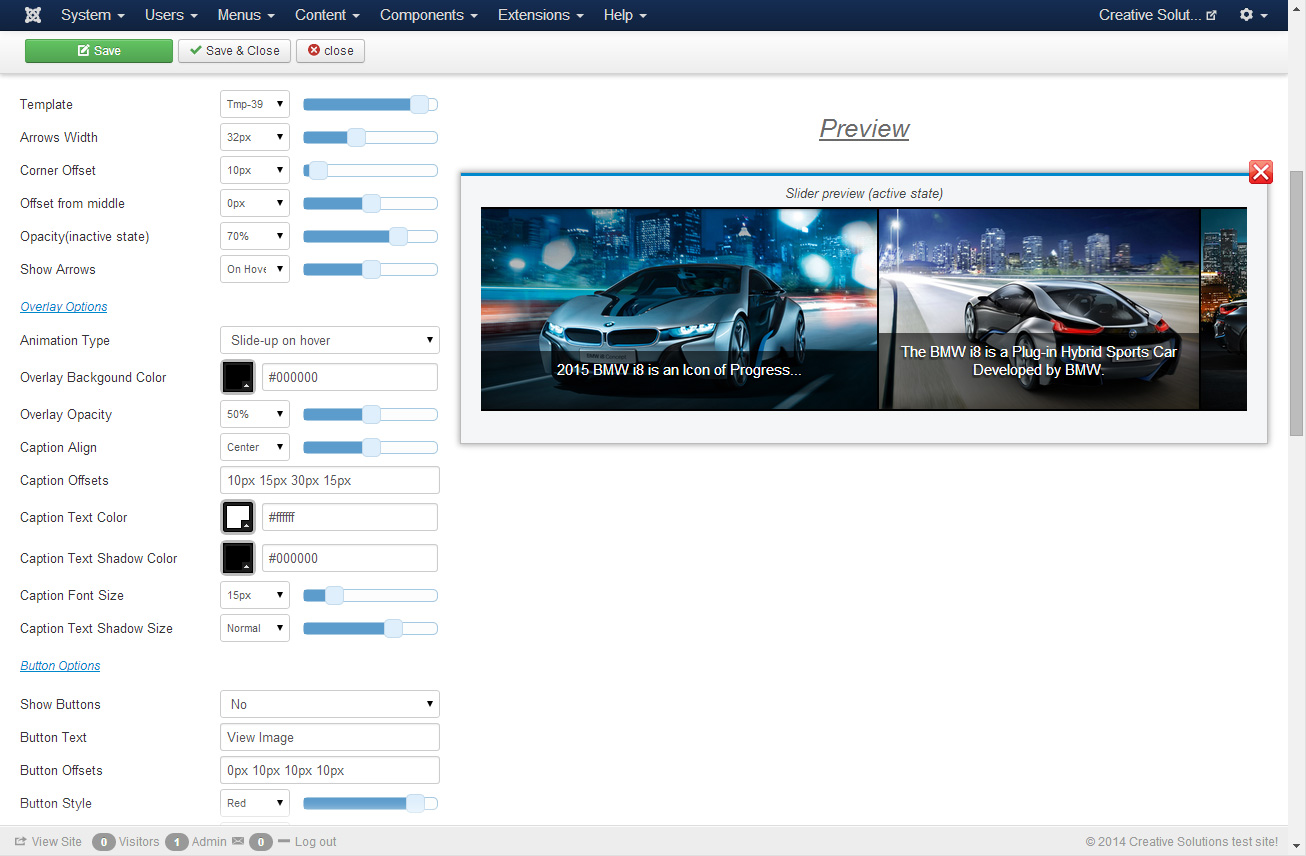 System Users Menus Content Components Extensions Help Creative Solut...
Save Save & Close close
Template Tmp-39
Arrows Width 32px
Corner Offset 10px
Offset from middle 0px
Opacity(inactive state) 70%
Show Arrows On Hove
Overlay Options
Animation Type Slide-up on hover
Overlay Backgound Color #000000
Overlay Opacity 50%
Caption Align Center
Caption Offsets 10px 15px 30px 15px
Caption Text Color #ffffff
Caption Text Shadow Color #000000
Caption Font Size 15px
Caption Text Shadow Size Normal
Button Options
Show Buttons No
Button Text View Image
Button Offsets 0px 10px 10px 10px
Button Style Red
Preview
Slider preview (active state)
2015 BMW i8 is an Icon of Progress...
The BMW i8 is a Plug-in Hybrid Sports Car
Developed by BMW.
View Site 0 Visitors 1 Admin 0 Log out © 2014 Creative Solutions test site!